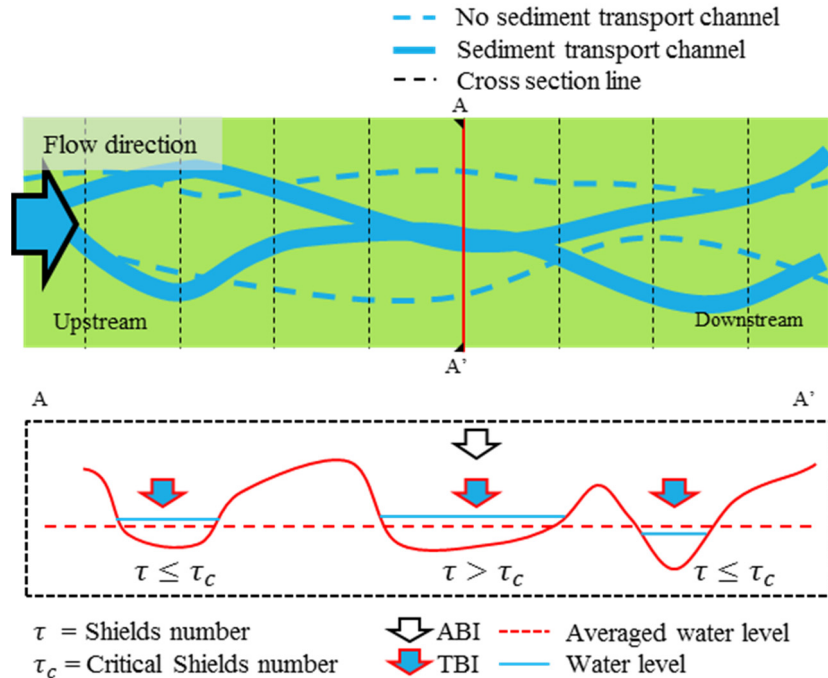 No sediment transport channel
Sediment transport channel
Cross section line
A
Flow direction
Upstream
Downstream
A'
A A'
τ ≤ τc τ > τc τ ≤ τc
τ = Shields number ABI Averaged water level
τc = Critical Shields number TBI Water level